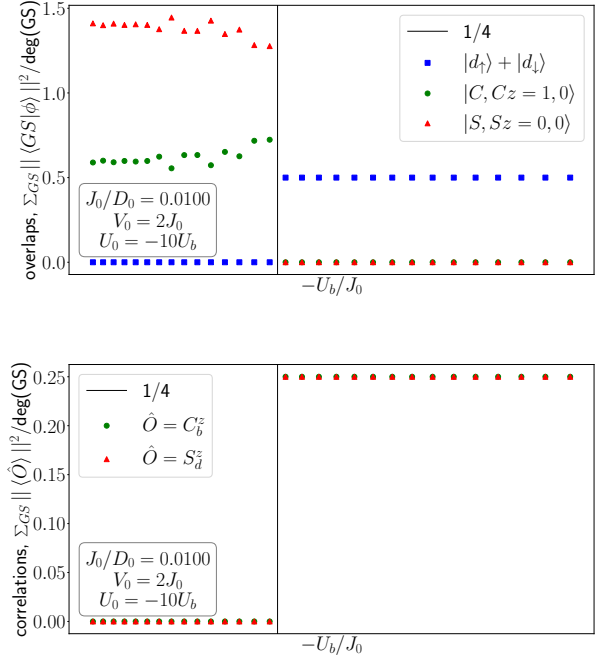 overlaps, Σ_GS || ⟨GS|ϕ⟩ ||²/deg(GS)
1.5
1.0
0.5
0.0
1/4
|d↑⟩ + |d↓⟩
|C, Cz = 1, 0⟩
|S, Sz = 0, 0⟩
J₀/D₀ = 0.0100
V₀ = 2J₀
U₀ = −10U_b
−U_b/J₀
correlations, Σ_GS || ⟨Ô⟩ ||²/deg(GS)
0.25
0.20
0.15
0.10
0.05
0.00
1/4
Ô = C_b^z
Ô = S_d^z
J₀/D₀ = 0.0100
V₀ = 2J₀
U₀ = −10U_b
−U_b/J₀